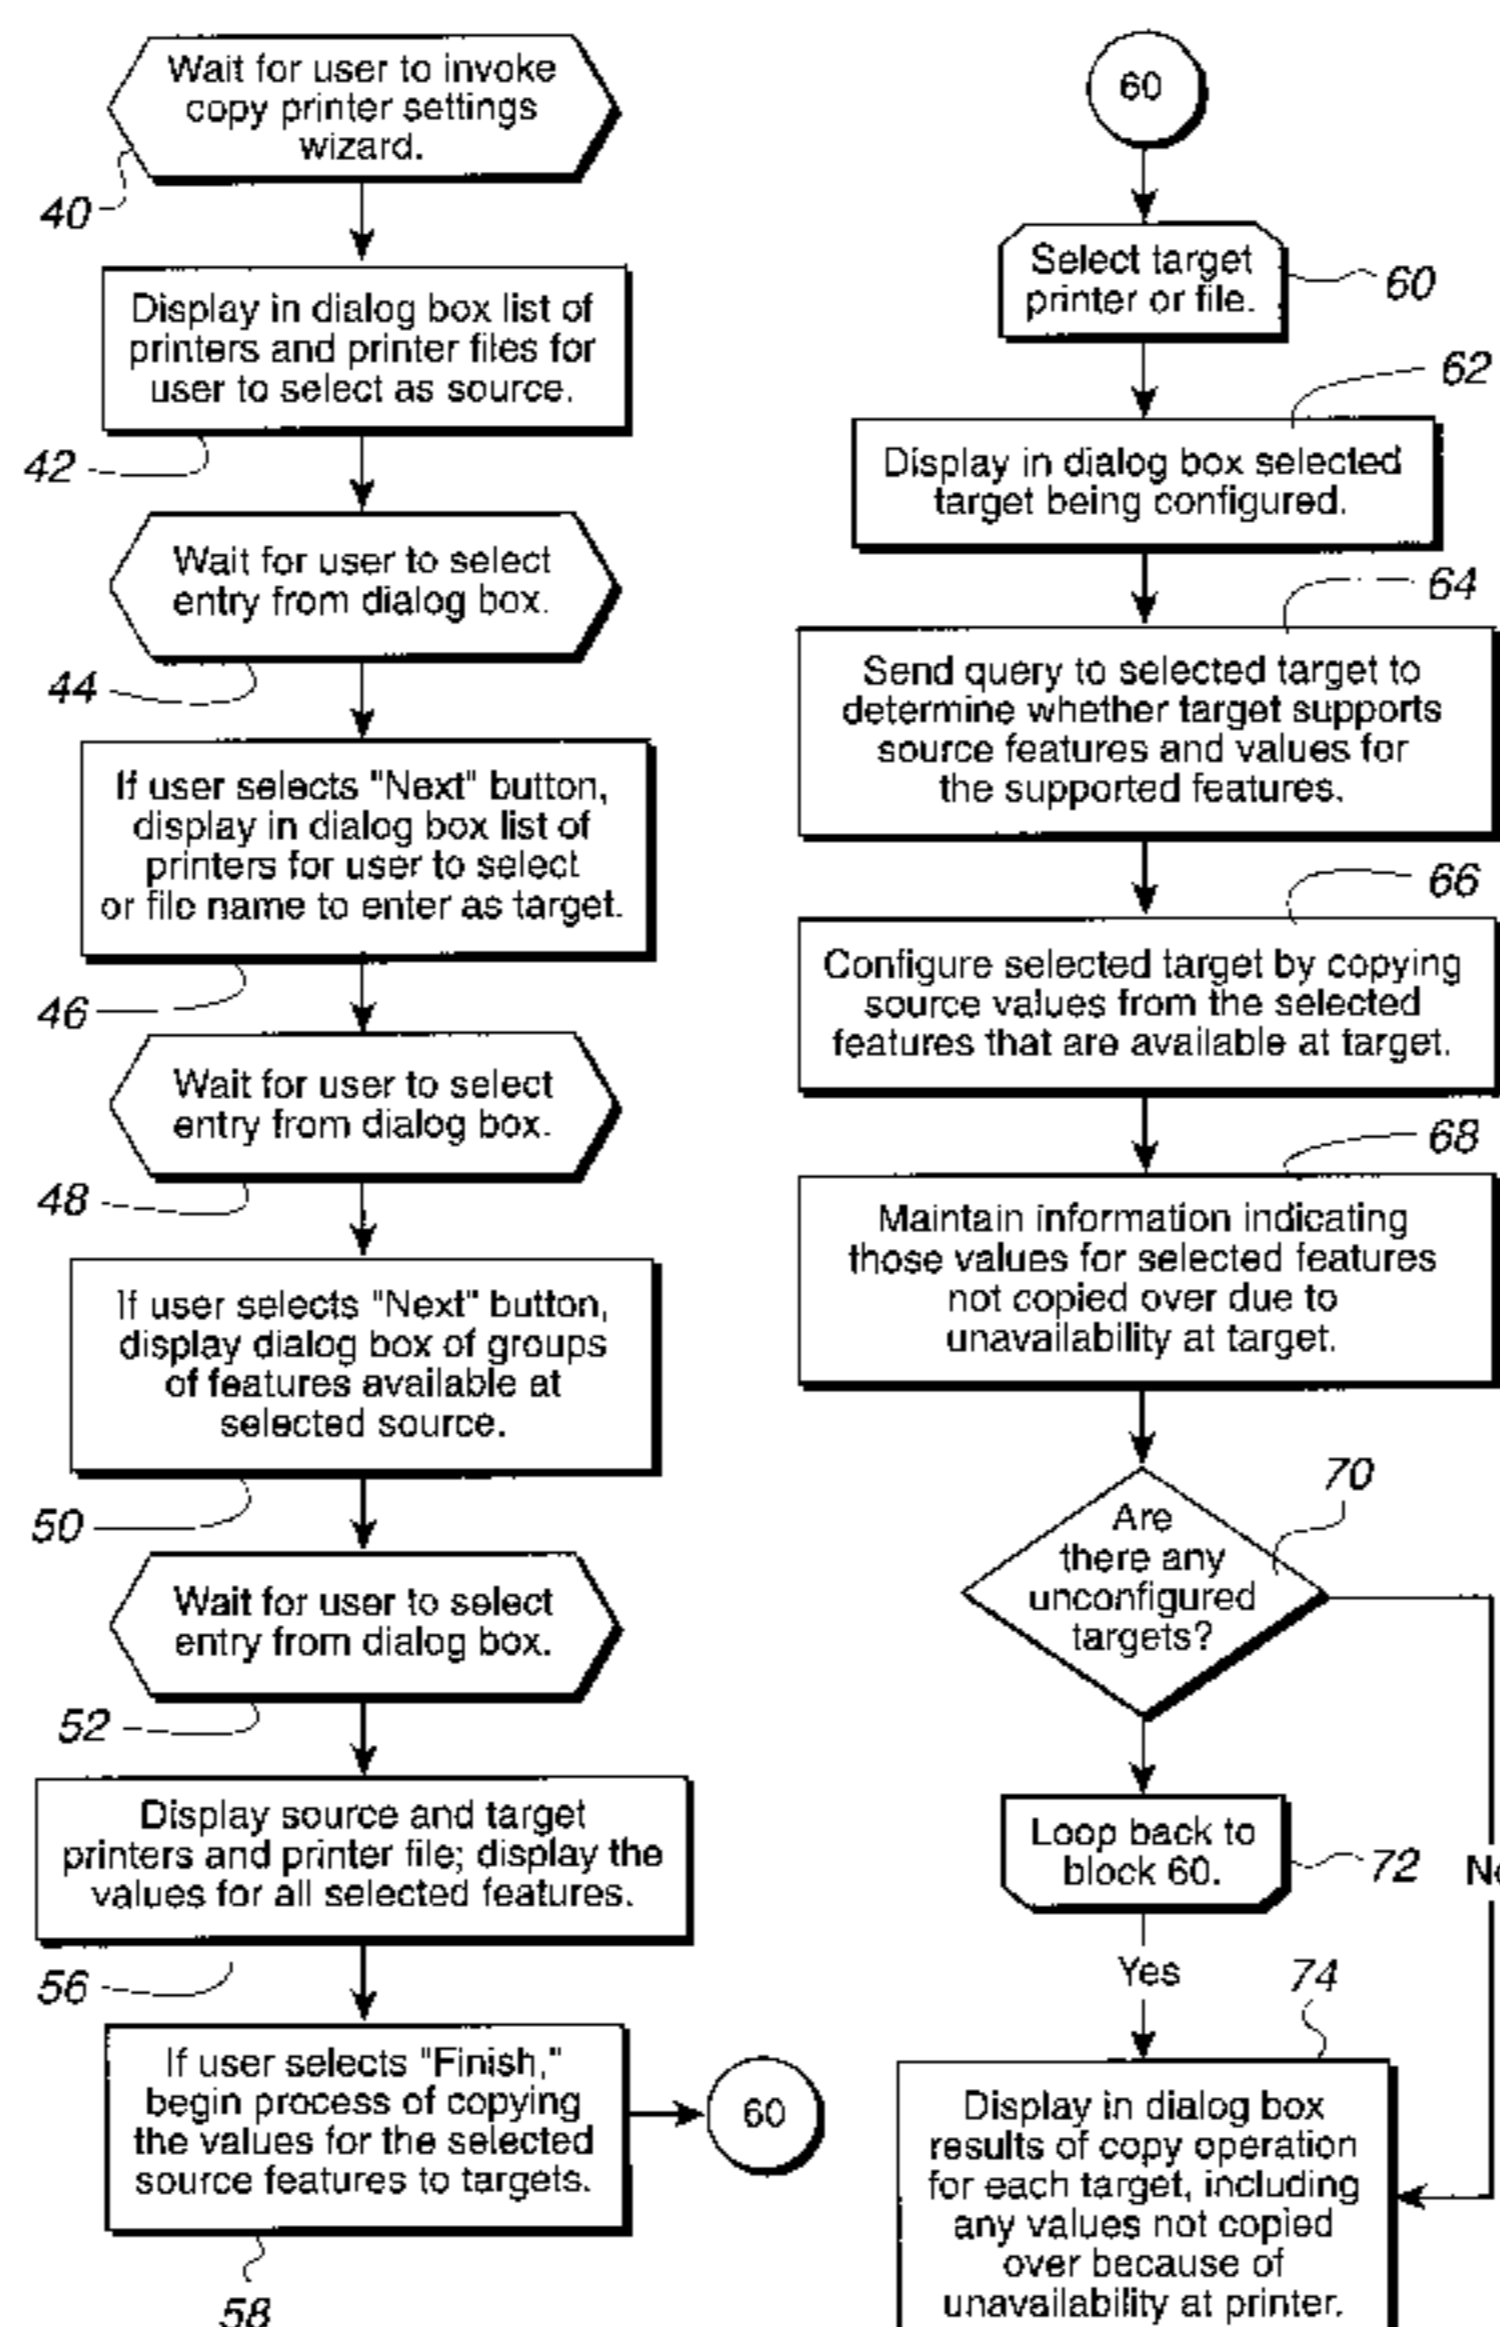 Wait for user to invoke
copy printer settings
wizard.
40
Display in dialog box list of
printers and printer files for
user to select as source.
42
Wait for user to select
entry from dialog box.
44
If user selects "Next" button,
display in dialog box list of
printers for user to select
or file name to enter as target.
46
Wait for user to select
entry from dialog box.
48
If user selects "Next" button,
display dialog box of groups
of features available at
selected source.
50
Wait for user to select
entry from dialog box.
52
Display source and target
printers and printer file; display the
values for all selected features.
56
If user selects "Finish,"
begin process of copying
the values for the selected
source features to targets.
58
60
60
Select target
printer or file.
60
62
Display in dialog box selected
target being configured.
64
Send query to selected target to
determine whether target supports
source features and values for
the supported features.
66
Configure selected target by copying
source values from the selected
features that are available at target.
68
Maintain information indicating
those values for selected features
not copied over due to
unavailability at target.
70
Are
there any
unconfigured
targets?
Loop back to
block 60.
72
No
Yes
74
Display in dialog box
results of copy operation
for each target, including
any values not copied
over because of
unavailability at printer.